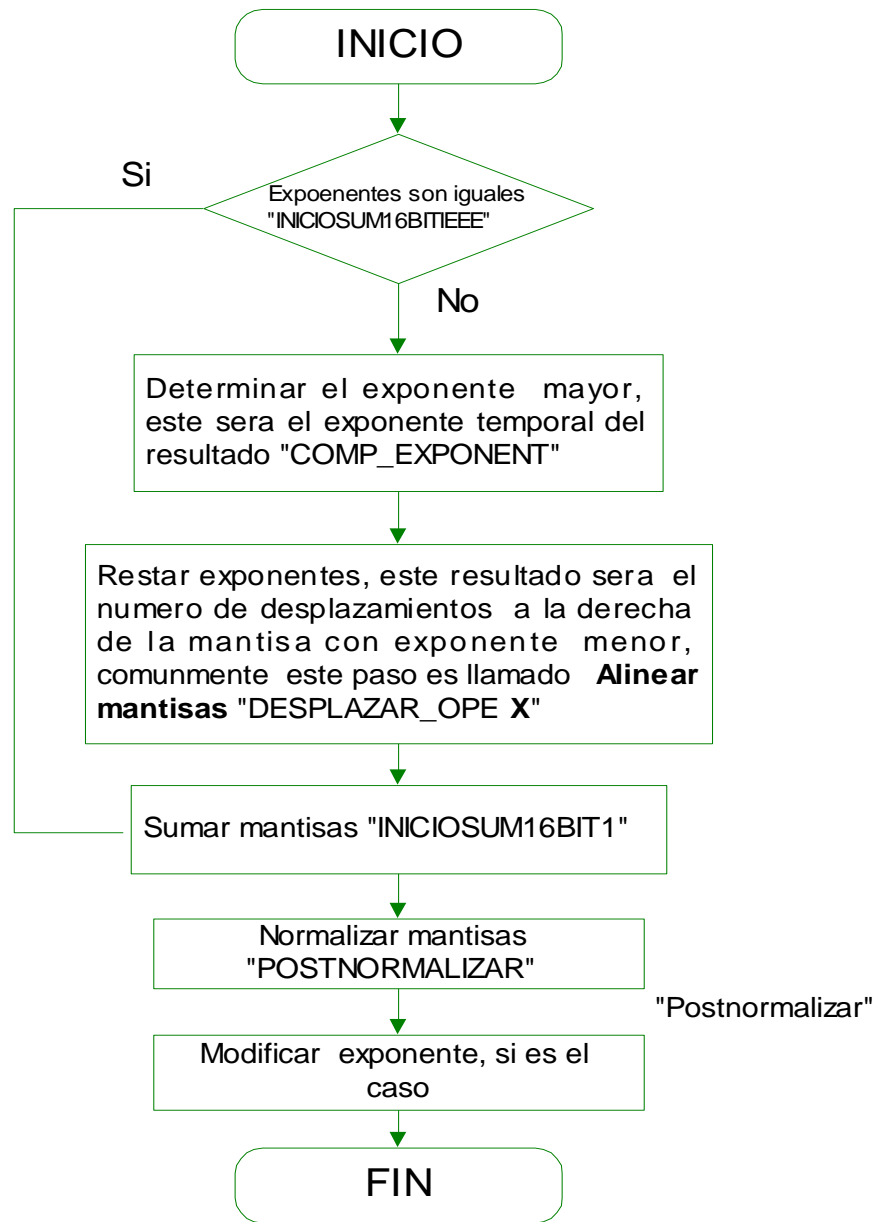 INICIO
Si
Expoenentes son iguales
"INICIOSUM16BITIEEE"
No
Determinar el exponente mayor,
este sera el exponente temporal del
resultado "COMP_EXPONENT"
Restar exponentes, este resultado sera el
numero de desplazamientos a la derecha
de la mantisa con exponente menor,
comunmente este paso es llamado Alinear
mantisas "DESPLAZAR_OPE X"
Sumar mantisas "INICIOSUM16BIT1"
Normalizar mantisas
"POSTNORMALIZAR"
"Postnormalizar"
Modificar exponente, si es el
caso
FIN